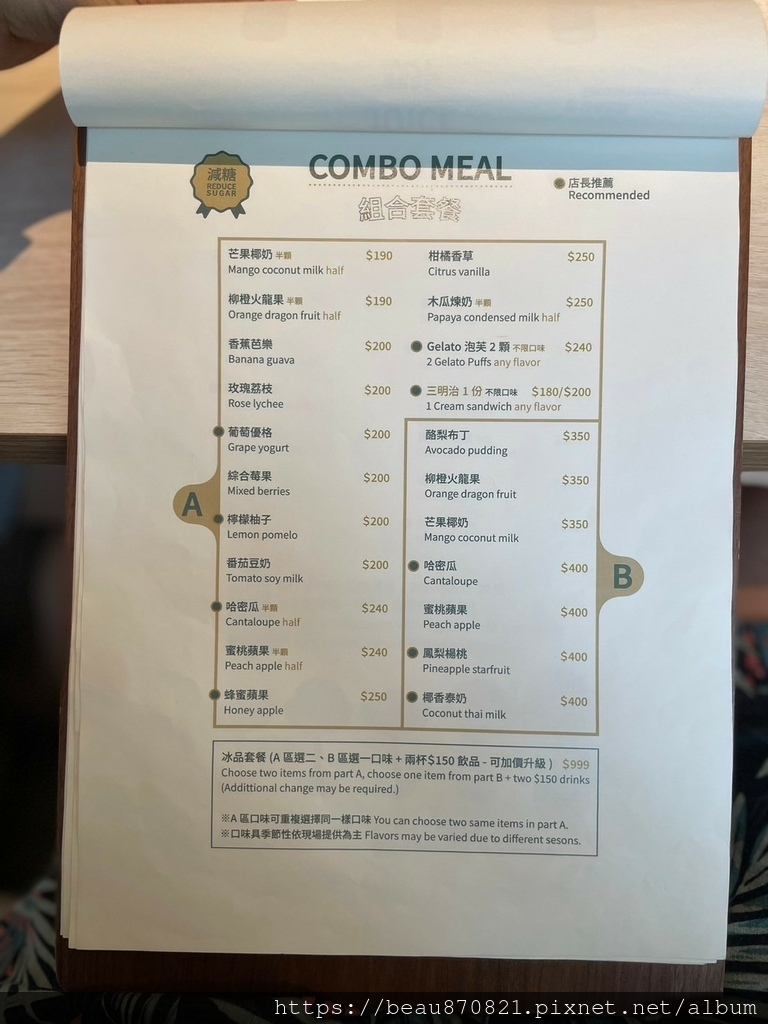 減糖
REDUCE
SUGAR
COMBO MEAL
組合套餐
店長推薦
Recommended
芒果椰奶 半顆 $190
Mango coconut milk half
柳橙火龍果 半顆 $190
Orange dragon fruit half
香蕉芭樂 $200
Banana guava
玫瑰荔枝 $200
Rose lychee
葡萄優格 $200
Grape yogurt
綜合莓果 $200
Mixed berries
A
檸檬柚子 $200
Lemon pomelo
番茄豆奶 $200
Tomato soy milk
哈密瓜 半顆 $240
Cantaloupe half
蜜桃蘋果 半顆 $240
Peach apple half
蜂蜜蘋果 $250
Honey apple
柑橘香草 $250
Citrus vanilla
木瓜煉奶 半顆 $250
Papaya condensed milk half
Gelato 泡芙 2 顆 不限口味 $240
2 Gelato Puffs any flavor
三明治 1 份 不限口味 $180/$200
1 Cream sandwich any flavor
酪梨布丁 $350
Avocado pudding
柳橙火龍果 $350
Orange dragon fruit
芒果椰奶 $350
Mango coconut milk
哈密瓜 $400
Cantaloupe
B
蜜桃蘋果 $400
Peach apple
鳳梨楊桃 $400
Pineapple starfruit
椰香泰奶 $400
Coconut thai milk
冰品套餐 (A 區選二、B 區選一口味 + 兩杯$150 飲品 - 可加價升級 ) $999
Choose two items from part A, choose one item from part B + two $150 drinks
(Addittional change may be required.)
※A 區口味可重複選擇同一樣口味 You can choose two same items in part A.
※口味具季節性依現場提供為主 Flavors may be varied due to different sesons.
https://beau870821.pixnet.net/album